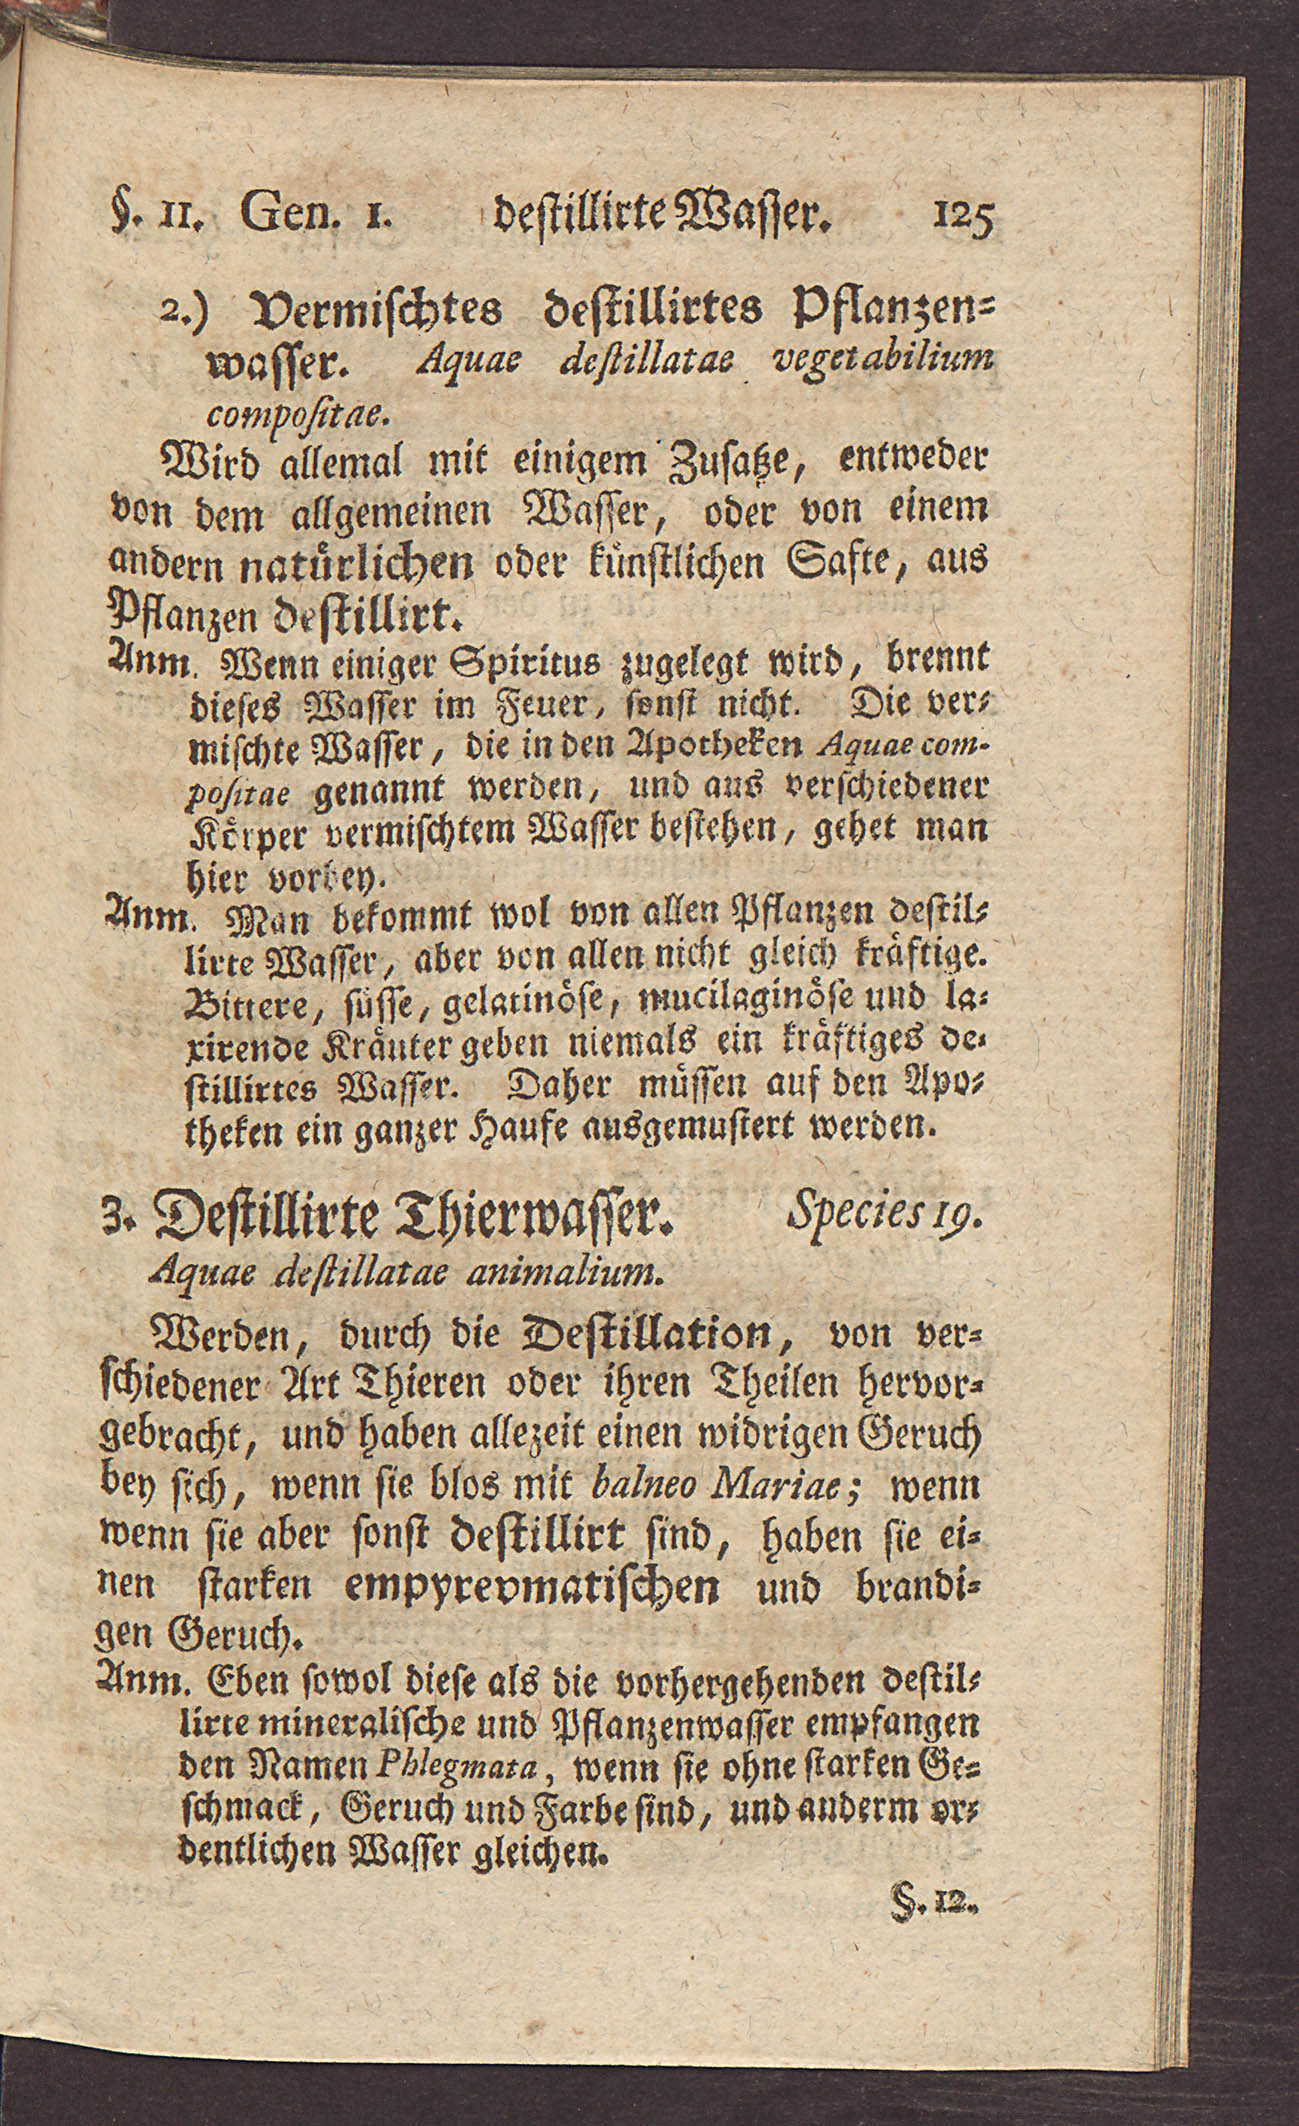 §. 11. Gen. 1. destillirte Wasser. 125
2.) Vermischtes destillirtes Pflanzen-
wasser. Aquae destillatae vegetabilium
compositae.
Wird allemal mit einigem Zusatze, entweder
von dem allgemeinen Wasser, oder von einem
andern natürlichen oder künstlichen Safte, aus
Pflanzen destillirt.
Anm. Wenn einiger Spiritus zugelegt wird, brennt
dieses Wasser im Feuer, sonst nicht. Die ver-
mischte Wasser, die in den Apotheken Aquae com-
positae genannt werden, und aus verschiedener
Körper vermischtem Wasser bestehen, gehet man
hier vorbey.
Anm. Man bekommt wol von allen Pflanzen destil-
lirte Wasser, aber von allen nicht gleich kräftige.
Bittere, süsse, gelatinöse, mucilaginöse und la-
xirende Kräuter geben niemals ein kräftiges de-
stillirtes Wasser. Daher müssen auf den Apo-
theken ein ganzer Haufe ausgemustert werden.
3. Destillirte Thierwasser. Species 19.
Aquae destillatae animalium.
Werden, durch die Destillation, von ver-
schiedener Art Thieren oder ihren Theilen hervor-
gebracht, und haben allezeit einen widrigen Geruch
bey sich, wenn sie blos mit balneo Mariae; wenn
wenn sie aber sonst destillirt sind, haben sie ei-
nen starken empyrevmatischen und brandi-
gen Geruch.
Anm. Eben sowol diese als die vorhergehenden destil-
lirte mineralische und Pflanzenwasser empfangen
den Namen Phlegmata, wenn sie ohne starken Ge-
schmack, Geruch und Farbe sind, und anderm or-
dentlichen Wasser gleichen.
§. 12.